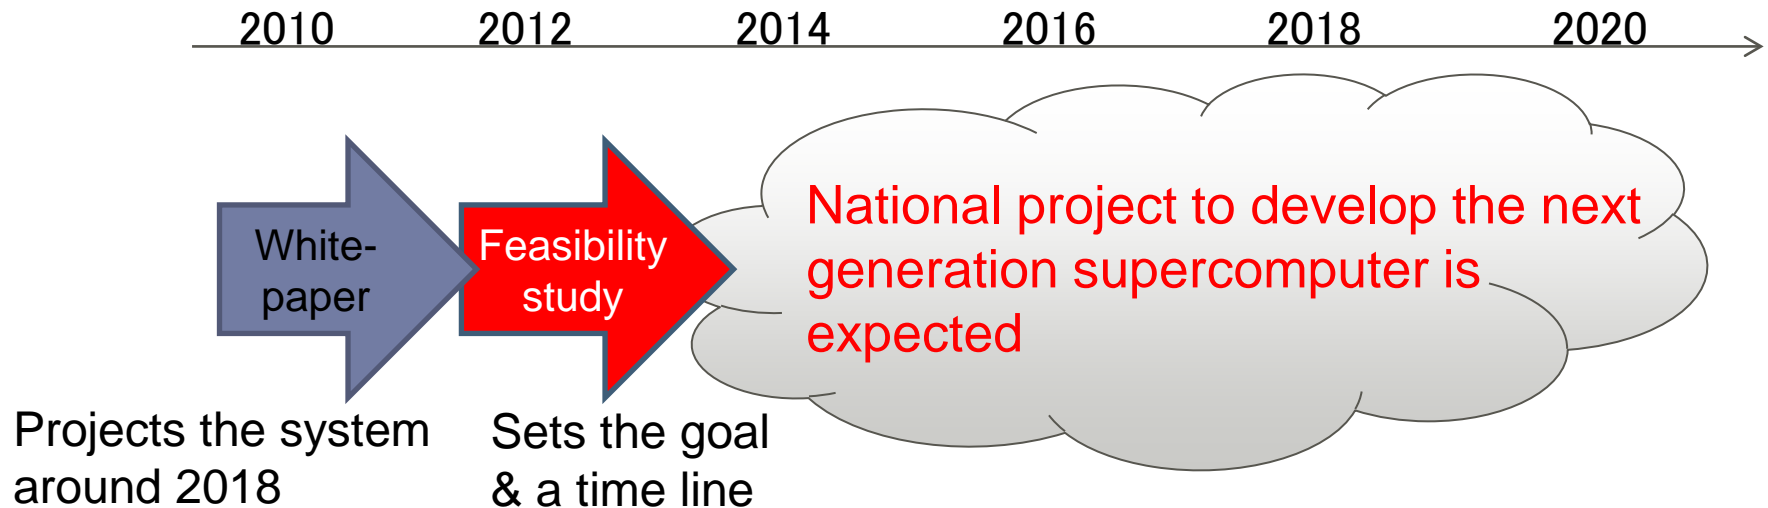 2010 2012 2014 2016 2018 2020
White-
paper
Feasibility
study
National project to develop the next
generation supercomputer is
expected
Projects the system
around 2018
Sets the goal
& a time line